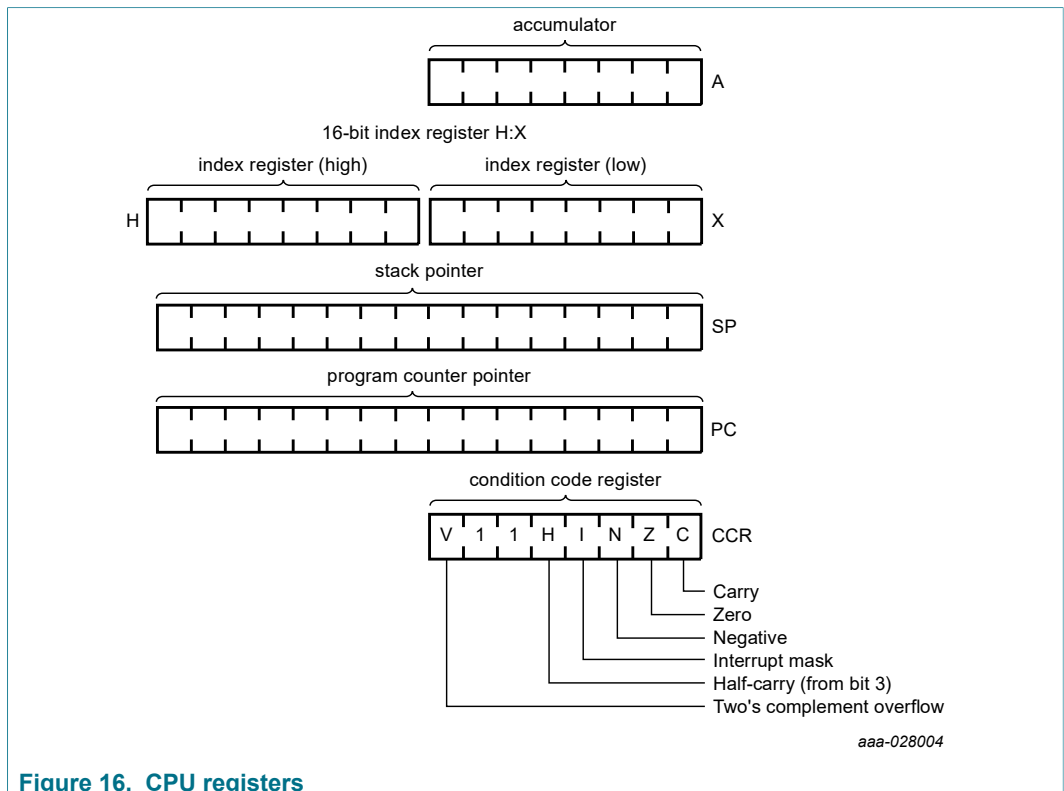 accumulator
A
16-bit index register H:X
index register (high) index register (low)
H X
stack pointer
SP
program counter pointer
PC
condition code register
V 1 1 H I N Z C CCR
Carry
Zero
Negative
Interrupt mask
Half-carry (from bit 3)
Two's complement overflow
aaa-028004
Figure 16. CPU registers